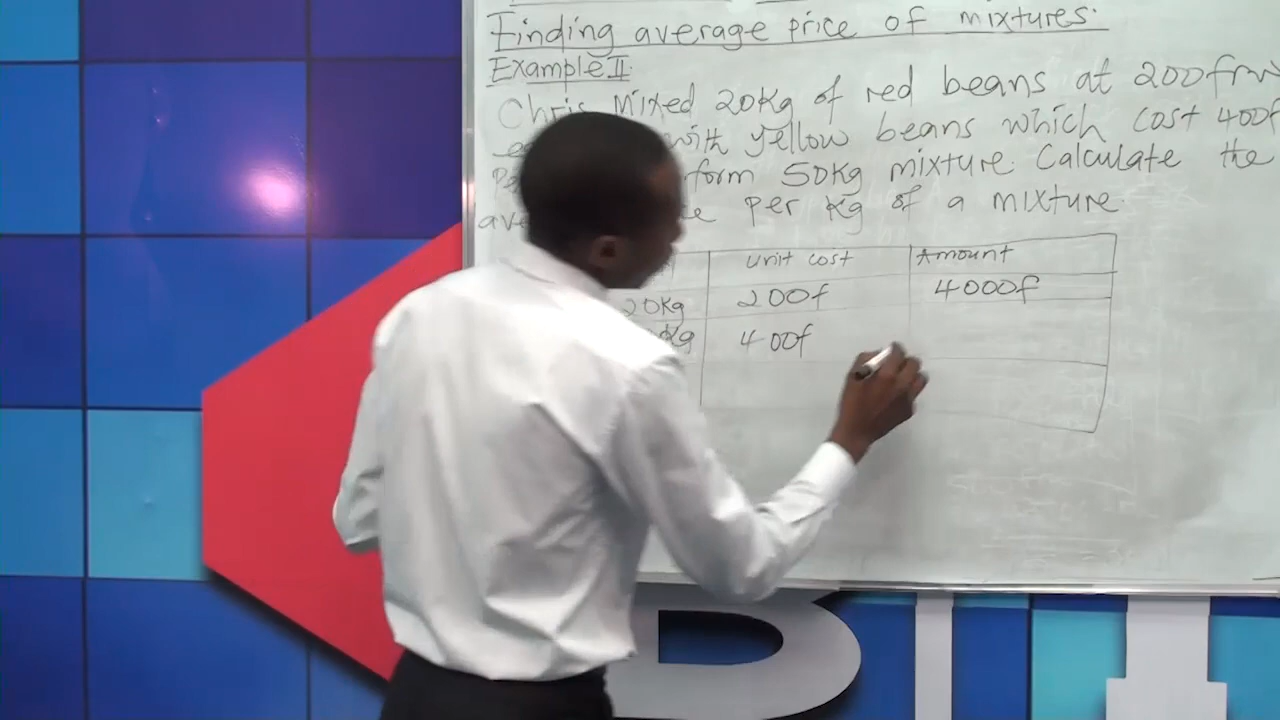 Finding average price of mixtures.
Example II.
Chris mixed 20kg of red beans at 200frw
with yellow beans which cost 400f
form 50kg mixture. Calculate the
per kg of a mixture.
unit cost Amount
20kg 200f 4000f
kg 400f